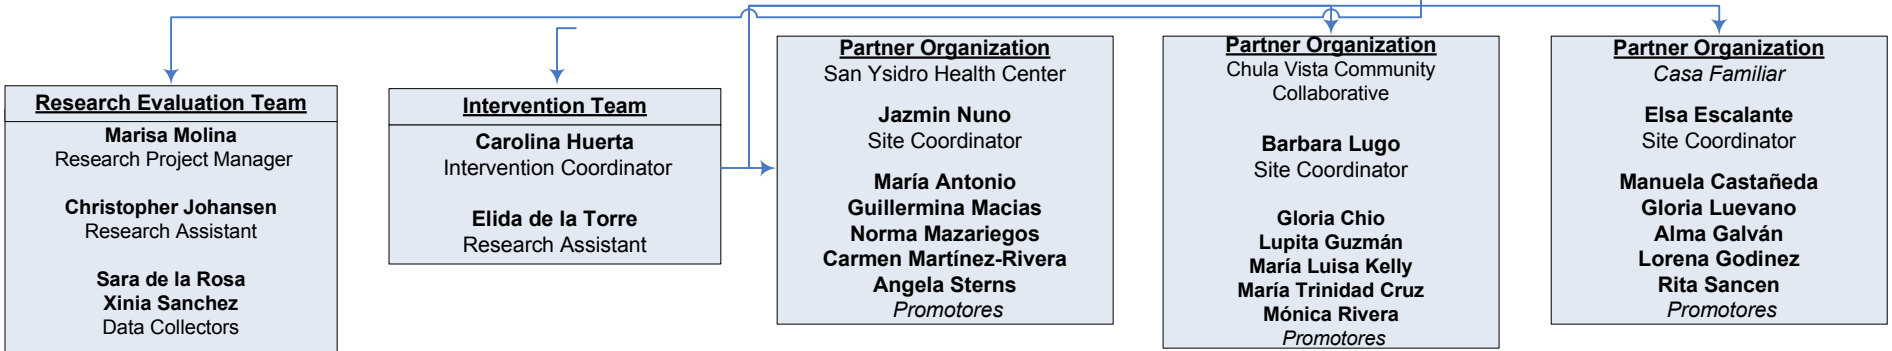 Research Evaluation Team
Marisa Molina
Research Project Manager
Christopher Johansen
Research Assistant
Sara de la Rosa
Xinia Sanchez
Data Collectors
Intervention Team
Carolina Huerta
Intervention Coordinator
Elida de la Torre
Research Assistant
Partner Organization
San Ysidro Health Center
Jazmin Nuno
Site Coordinator
María Antonio
Guillermina Macias
Norma Mazariegos
Carmen Martínez-Rivera
Angela Sterns
Promotores
Partner Organization
Chula Vista Community
Collaborative
Barbara Lugo
Site Coordinator
Gloria Chio
Lupita Guzmán
María Luisa Kelly
María Trinidad Cruz
Mónica Rivera
Promotores
Partner Organization
Casa Familiar
Elsa Escalante
Site Coordinator
Manuela Castañeda
Gloria Luevano
Alma Galván
Lorena Godinez
Rita Sancen
Promotores